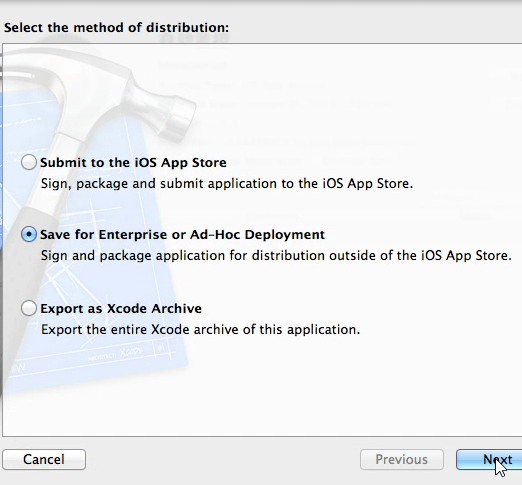 Select the method of distribution:
Submit to the iOS App Store
Sign, package and submit application to the iOS App Store.
Save for Enterprise or Ad-Hoc Deployment
Sign and package application for distribution outside of the iOS App Store.
Export as Xcode Archive
Export the entire Xcode archive of this application.
Cancel
Previous
Next